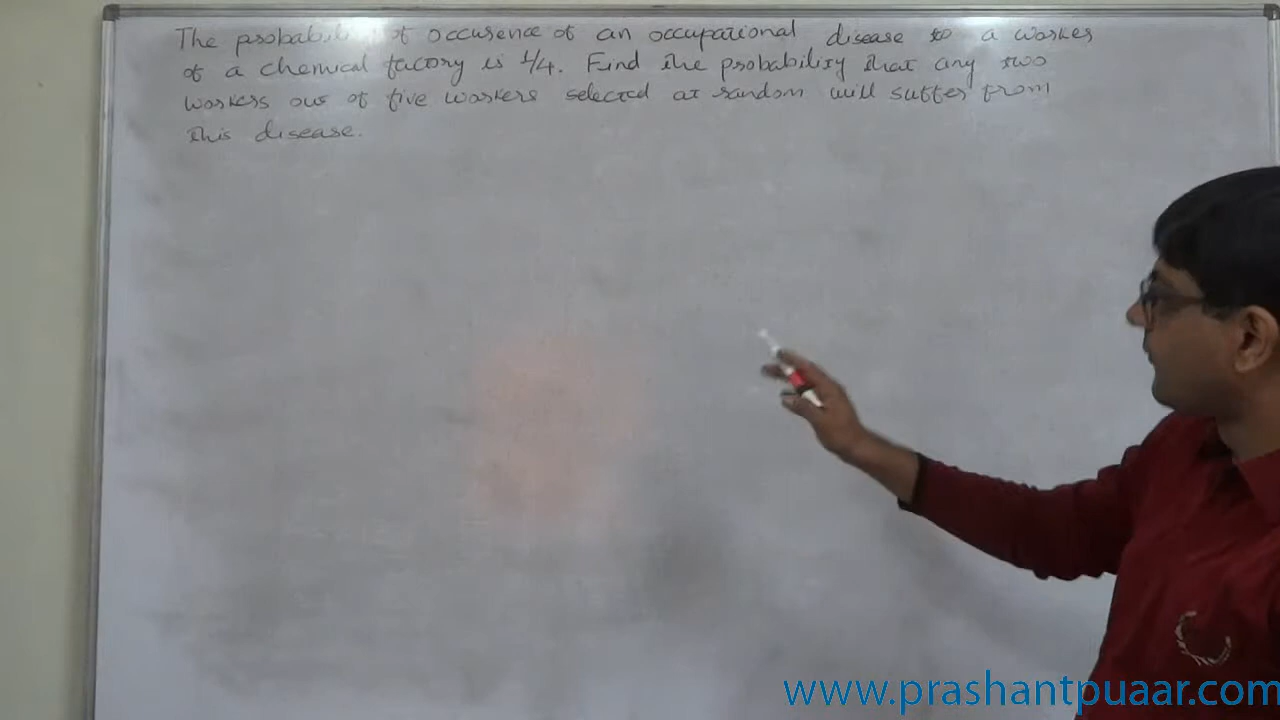 The probability of occurence of an occupational disease to a worker
of a chemical factory is 1/4. Find the probability that any two
workers out of five workers selected at random will suffer from
this disease.
www.prashantpuaar.com